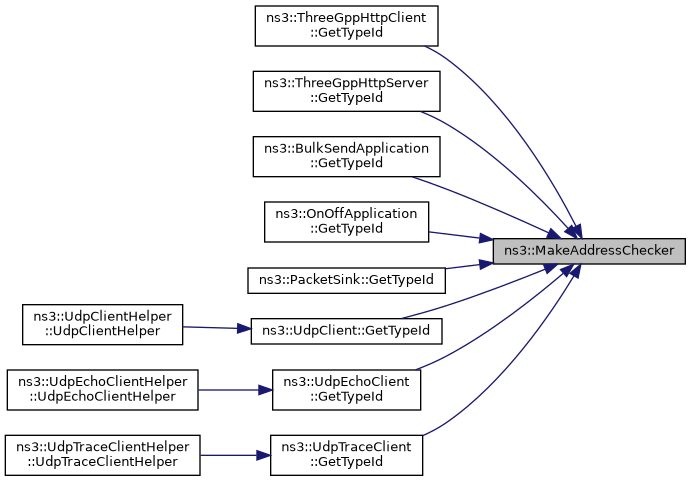 ns3::ThreeGppHttpClient
::GetTypeId
ns3::ThreeGppHttpServer
::GetTypeId
ns3::BulkSendApplication
::GetTypeId
ns3::OnOffApplication
::GetTypeId
ns3::MakeAddressChecker
ns3::PacketSink::GetTypeId
ns3::UdpClientHelper
::UdpClientHelper
ns3::UdpClient::GetTypeId
ns3::UdpEchoClientHelper
::UdpEchoClientHelper
ns3::UdpEchoClient
::GetTypeId
ns3::UdpTraceClientHelper
::UdpTraceClientHelper
ns3::UdpTraceClient
::GetTypeId